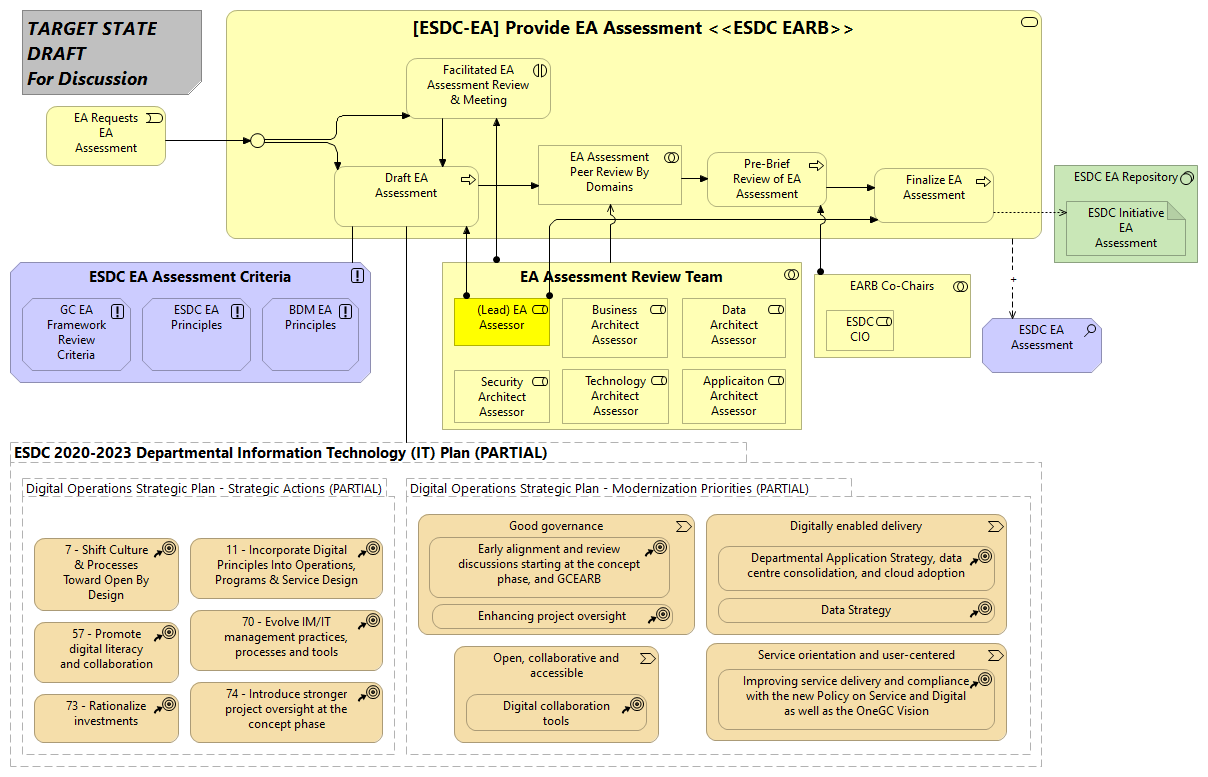 TARGET STATE
DRAFT
For Discussion
[ESDC-EA] Provide EA Assessment <<ESDC EARB>>
Facilitated EA
Assessment Review
& Meeting
EA Requests
EA
Assessment
Draft EA
Assessment
EA Assessment
Peer Review By
Domains
Pre-Brief
Review of EA
Assessment
Finalize EA
Assessment
ESDC EA Repository
ESDC Initiative
EA
Assessment
ESDC EA Assessment Criteria
GC EA
Framework
Review
Criteria
ESDC EA
Principles
BDM EA
Principles
EA Assessment Review Team
(Lead) EA
Assessor
Business
Architect
Assessor
Data
Architect
Assessor
Security
Architect
Assessor
Technology
Architect
Assessor
Applicaiton
Architect
Assessor
EARB Co-Chairs
ESDC
CIO
+
ESDC EA
Assessment
ESDC 2020-2023 Departmental Information Technology (IT) Plan (PARTIAL)
Digital Operations Strategic Plan - Strategic Actions (PARTIAL)
7 - Shift Culture
& Processes
Toward Open By
Design
11 - Incorporate Digital
Principles Into Operations,
Programs & Service Design
57 - Promote
digital literacy
and collaboration
70 - Evolve IM/IT
management practices,
processes and tools
73 - Rationalize
investments
74 - Introduce stronger
project oversight at the
concept phase
Digital Operations Strategic Plan - Modernization Priorities (PARTIAL)
Good governance
Early alignment and review
discussions starting at the concept
phase, and GCEARB
Enhancing project oversight
Digitally enabled delivery
Departmental Application Strategy, data
centre consolidation, and cloud adoption
Data Strategy
Open, collaborative and
accessible
Digital collaboration
tools
Service orientation and user-centered
Improving service delivery and compliance
with the new Policy on Service and Digital
as well as the OneGC Vision